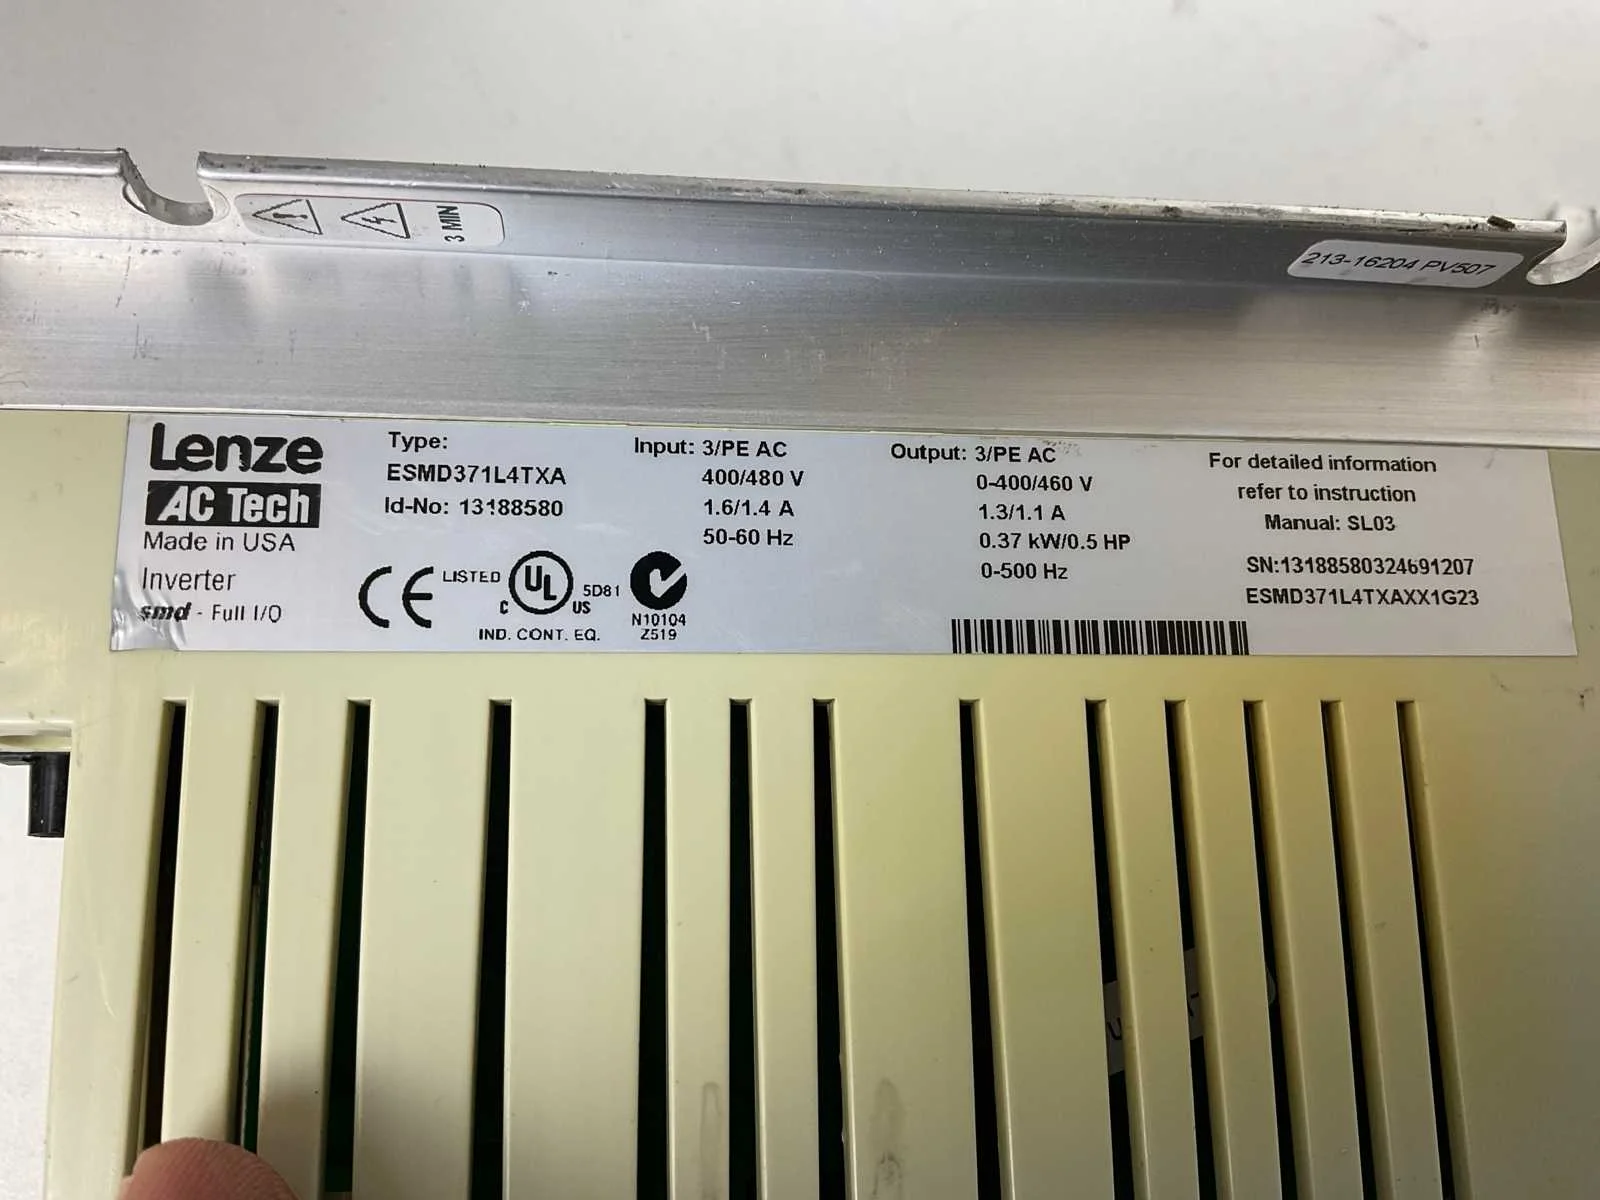 3 MIN
213-16204 PV507
Lenze
AC Tech
Made in USA
Inverter
smd - Full I/O
Type:
ESMD371L4TXA
Id-No: 13188580
CE
LISTED
C UL US
5D81
IND. CONT. EQ.
N10104
Z519
Input: 3/PE AC
400/480 V
1.6/1.4 A
50-60 Hz
Output: 3/PE AC
0-400/460 V
1.3/1.1 A
0.37 kW/0.5 HP
0-500 Hz
For detailed information
refer to instruction
Manual: SL03
SN:13188580324691207
ESMD371L4TXAXX1G23